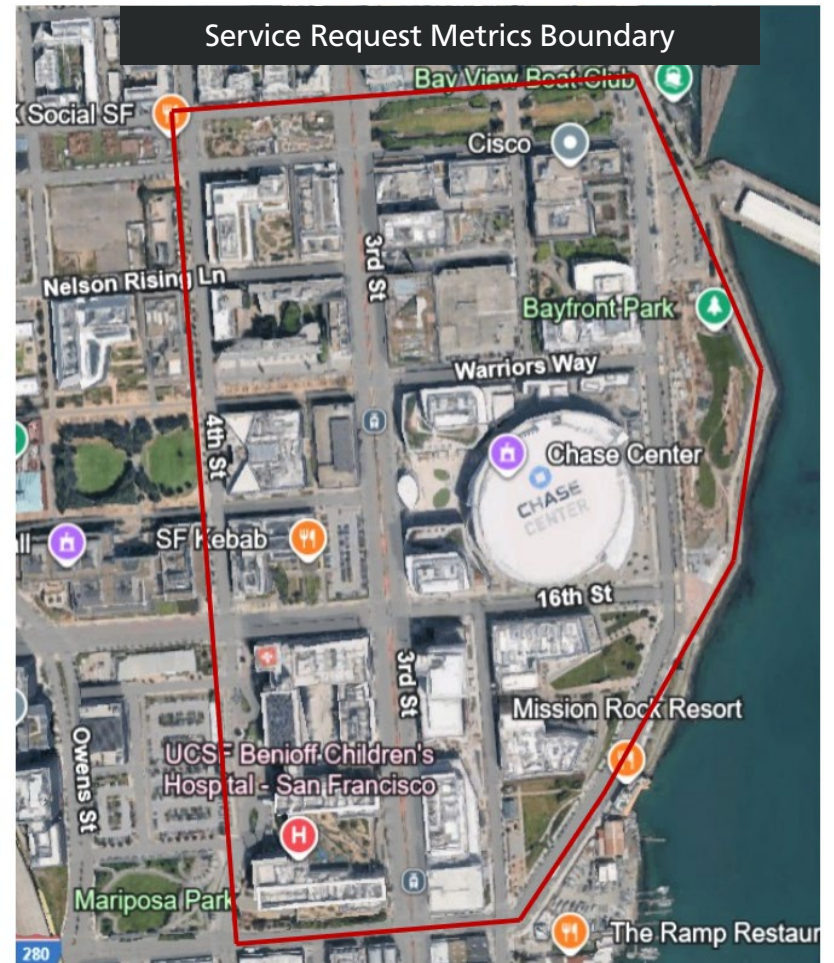 Service Request Metrics Boundary
Bay View Boat Club
Social SF
Cisco
3rd St
Nelson Rising Ln
Bayfront Park
Warriors Way
4th St
Chase Center
CHASE
CENTER
SF Kebab
16th St
3rd St
Mission Rock Resort
Owens St
UCSF Benioff Children's
Hospital - San Francisco
H
Mariposa Park
The Ramp Restaur
280